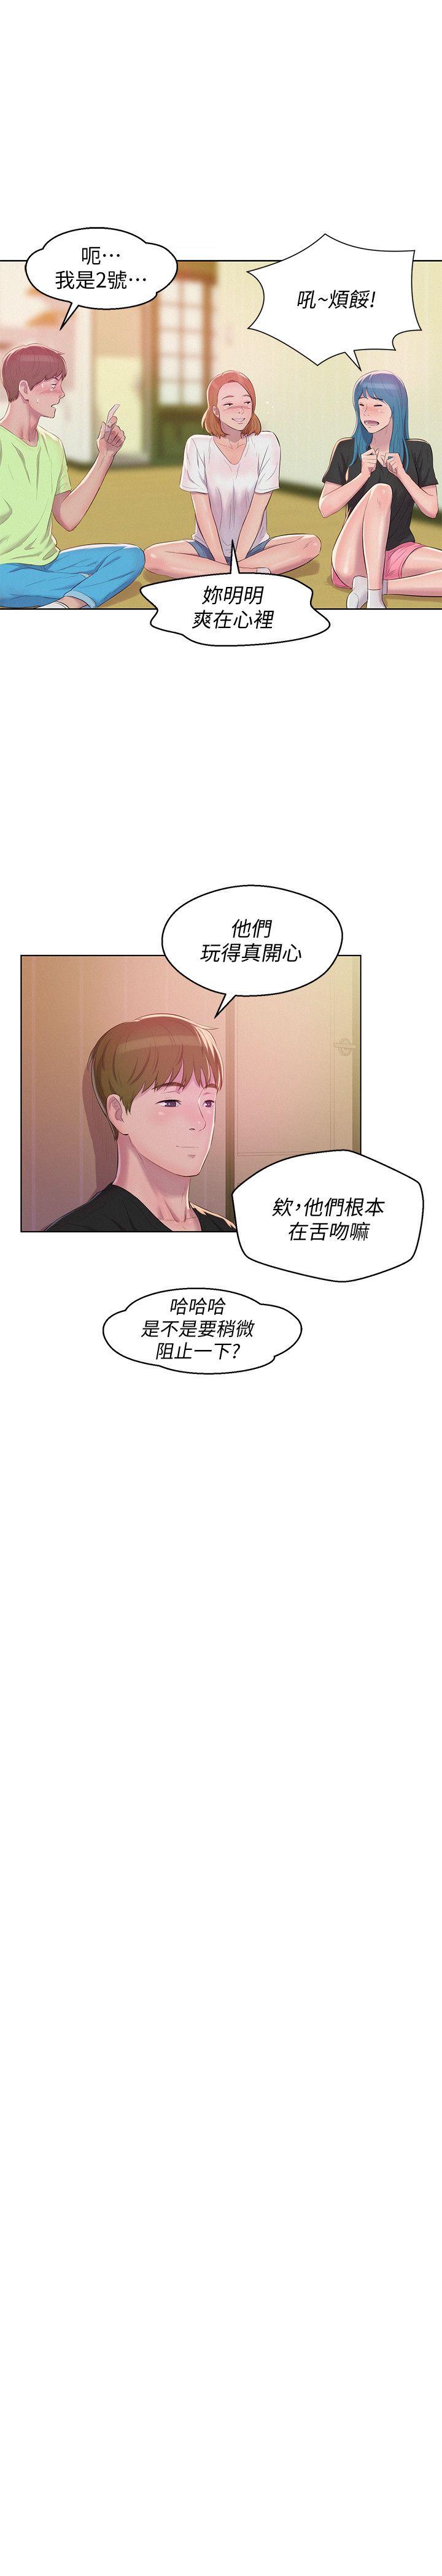 呃⋯
我是2號⋯
吼~煩餒!
妳明明
爽在心裡
他們
玩得真開心
欸,他們根本
在舌吻嘛
哈哈哈
是不是要稍微
阻止一下?